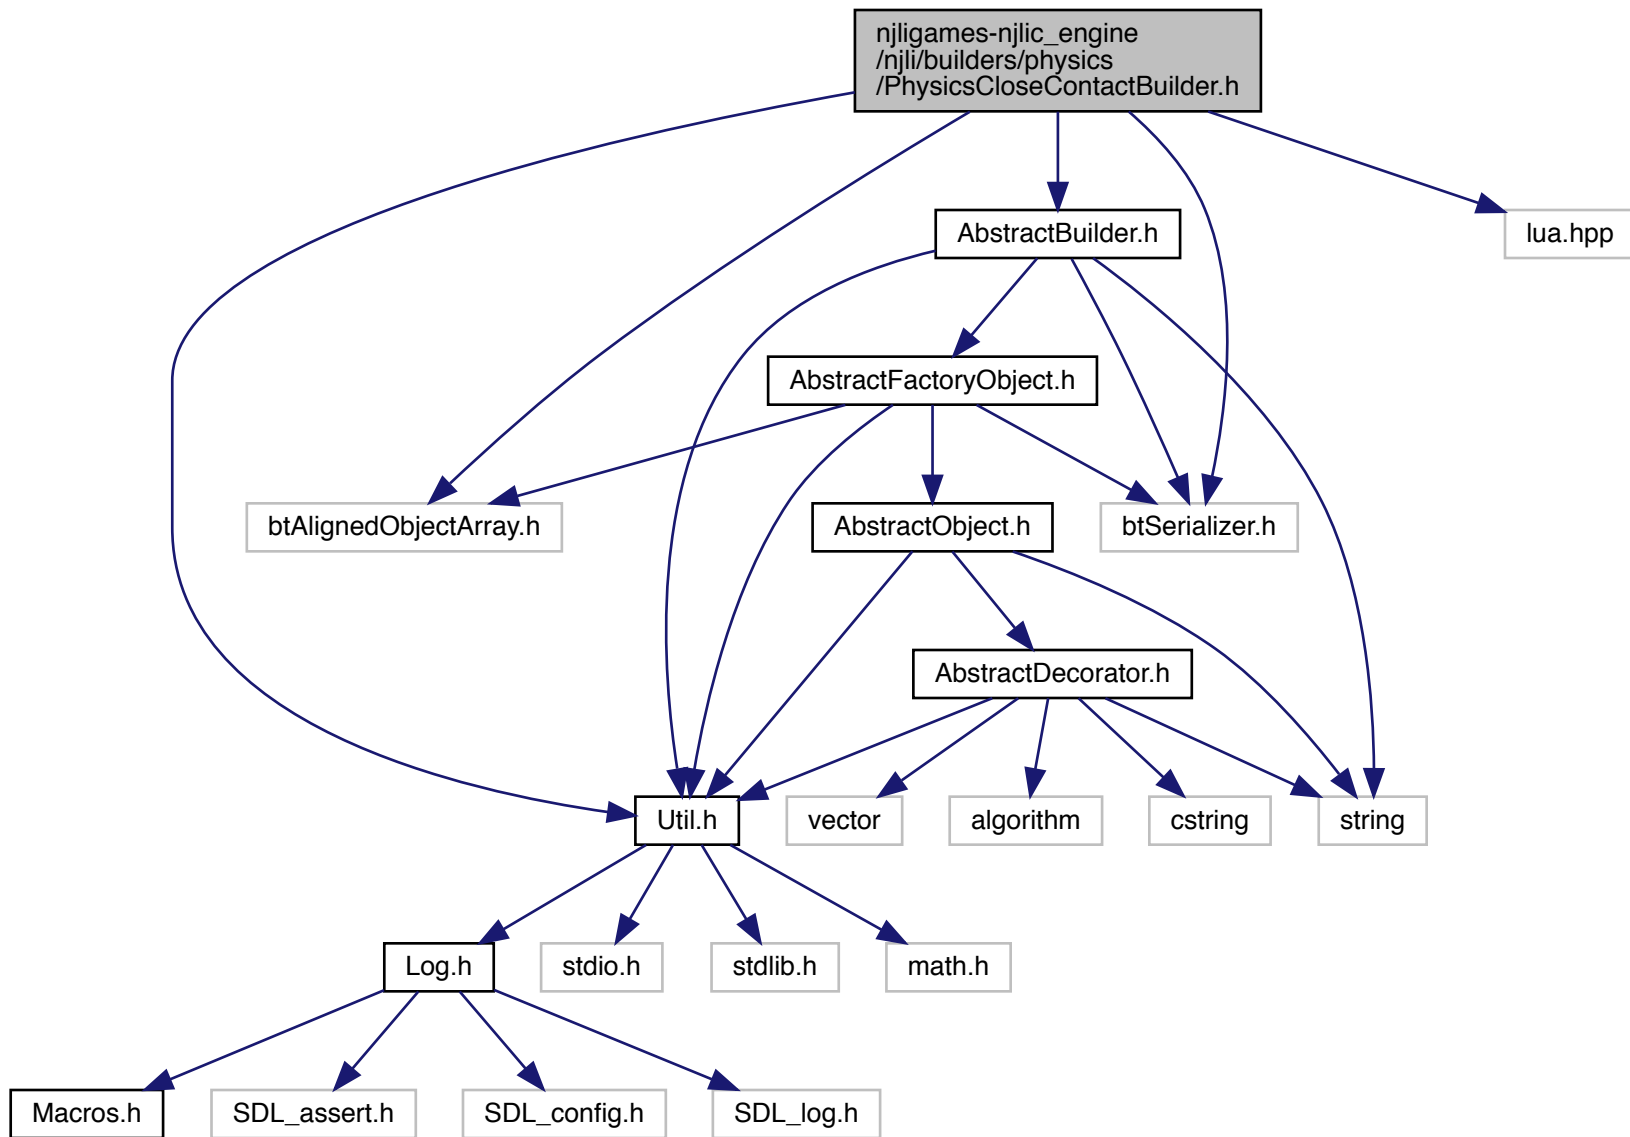 njligames-njlic_engine
/njli/builders/physics
/PhysicsCloseContactBuilder.h
AbstractBuilder.h
lua.hpp
AbstractFactoryObject.h
btAlignedObjectArray.h
AbstractObject.h
btSerializer.h
AbstractDecorator.h
Util.h
vector
algorithm
cstring
string
Log.h
stdio.h
stdlib.h
math.h
Macros.h
SDL_assert.h
SDL_config.h
SDL_log.h